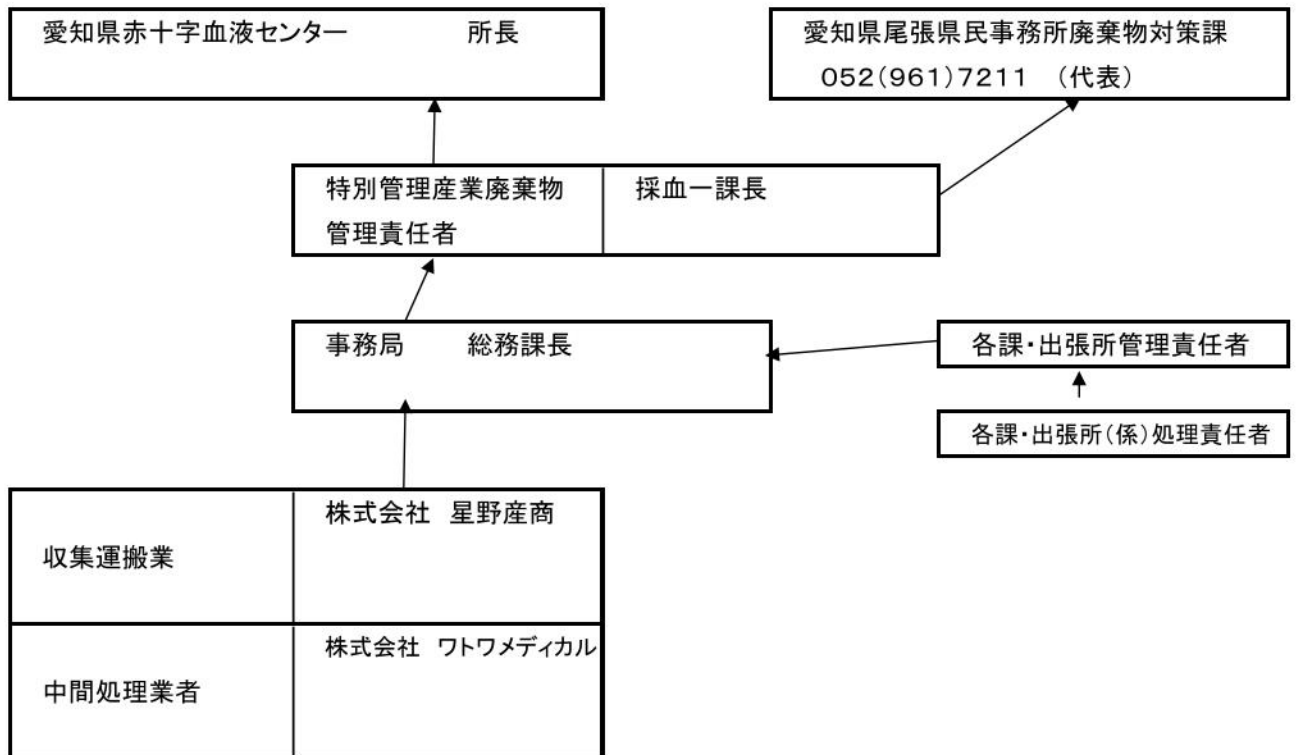 愛知県赤十字血液センター　所長
愛知県尾張県民事務所廃棄物対策課
052(961)7211　(代表)
特別管理産業廃棄物
管理責任者
採血一課長
事務局　総務課長
各課・出張所管理責任者
各課・出張所(係)処理責任者
収集運搬業
株式会社　星野産商
中間処理業者
株式会社　ワトワメディカル